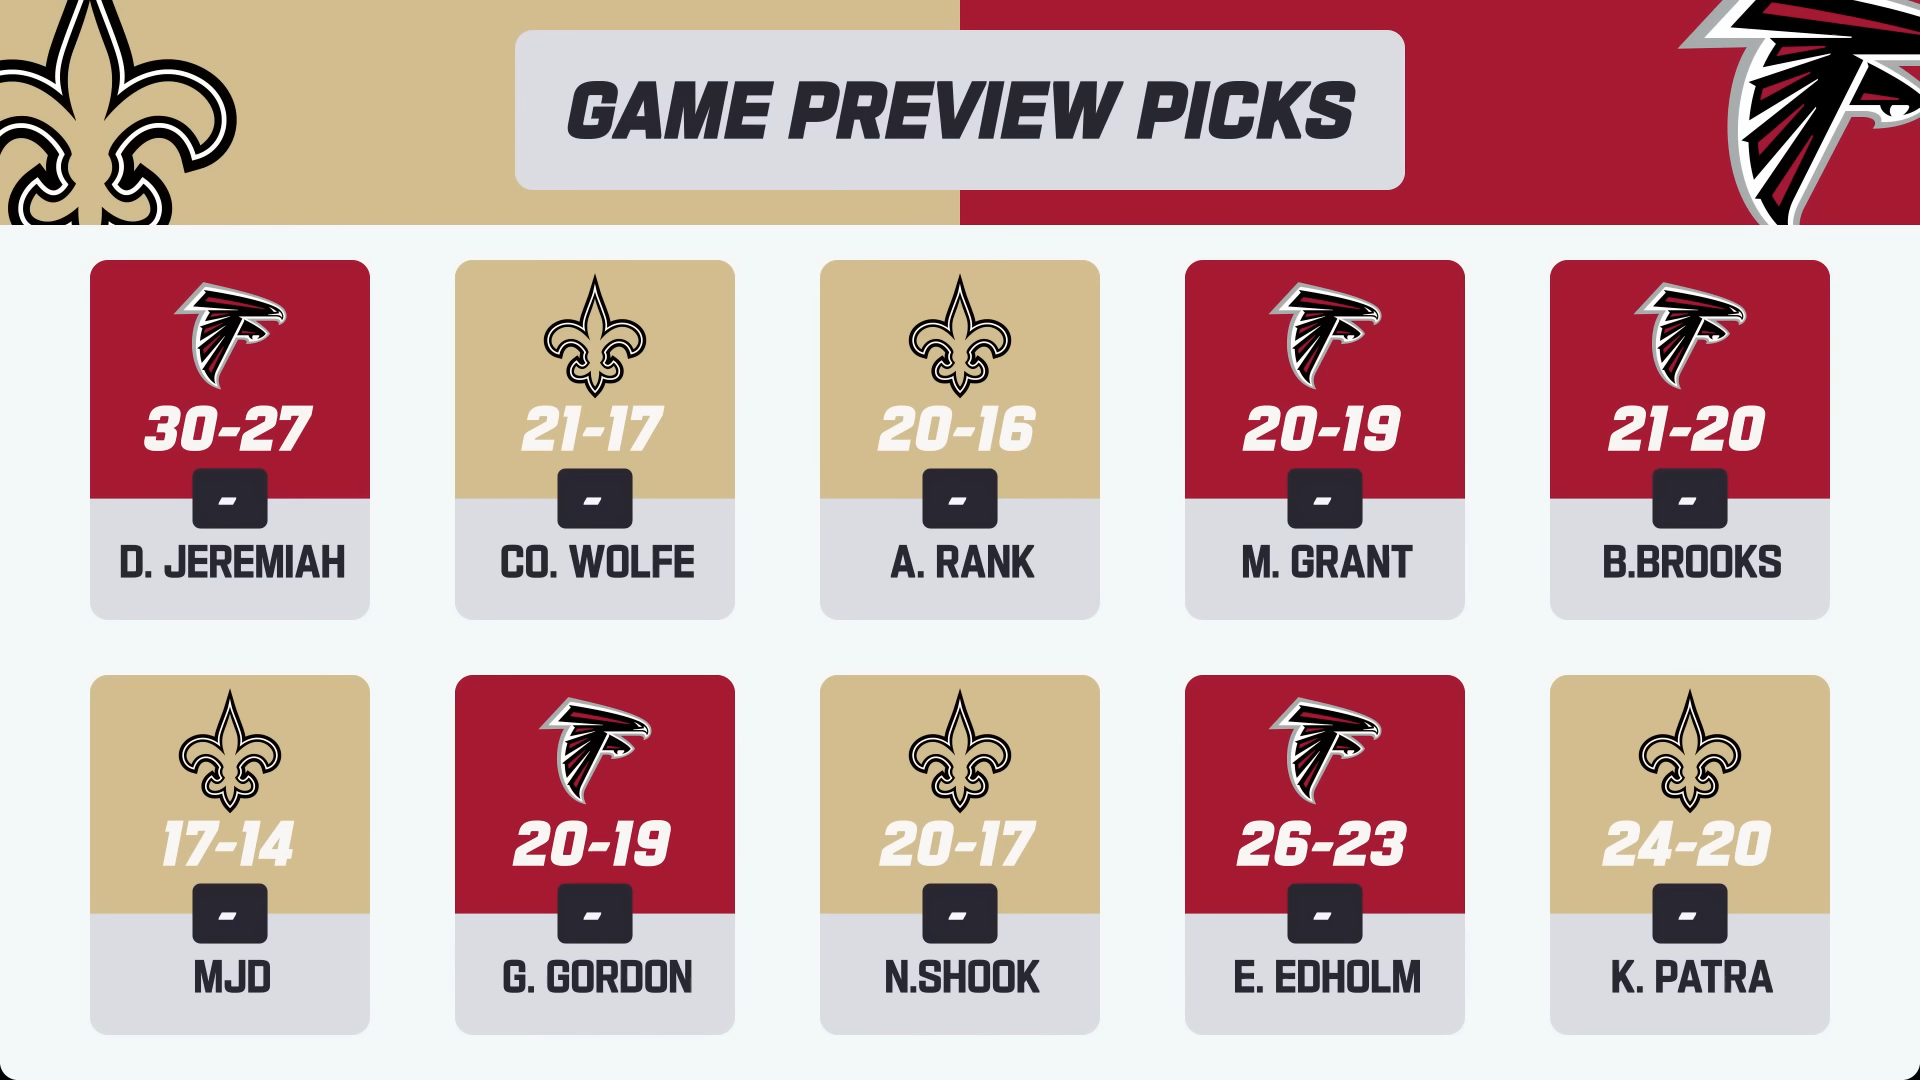 GAME PREVIEW PICKS
30-27
-
D. JEREMIAH
21-17
-
CO. WOLFE
20-16
-
A. RANK
20-19
-
M. GRANT
21-20
-
B.BROOKS
17-14
-
MJD
20-19
-
G. GORDON
20-17
-
N.SHOOK
26-23
-
E. EDHOLM
24-20
-
K. PATRA